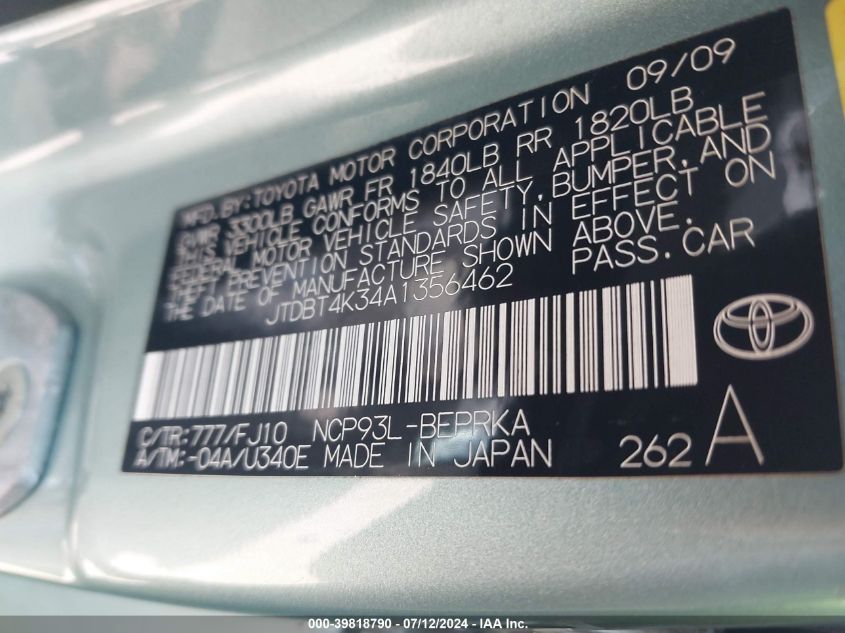 MFD. BY: TOYOTA MOTOR CORPORATION 09/09
GVWR 3300LB GAWR FR 1840LB RR 1820LB
THIS VEHICLE CONFORMS TO ALL APPLICABLE
FEDERAL MOTOR VEHICLE SAFETY, BUMPER, AND
THEFT PREVENTION STANDARDS IN EFFECT ON
THE DATE OF MANUFACTURE SHOWN ABOVE.
JTDBT4K34A1356462 PASS. CAR
C/TR: 777/FJ10 NCP93L-BEPRKA
A/TM: -04A/U340E MADE IN JAPAN 262 A
000-39818790 - 07/12/2024 - IAA Inc.